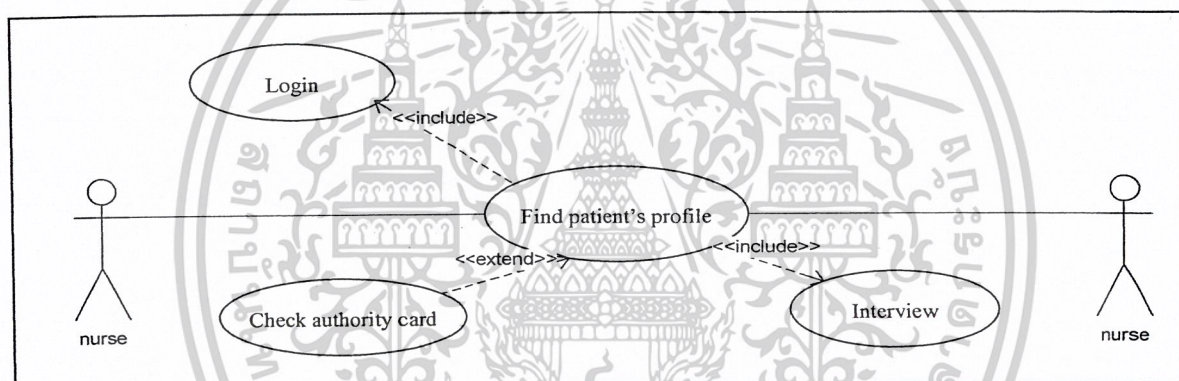 Login
<<include>>
Find patient's profile
<<include>>
<<extend>>
Check authority card
Interview
nurse
nurse